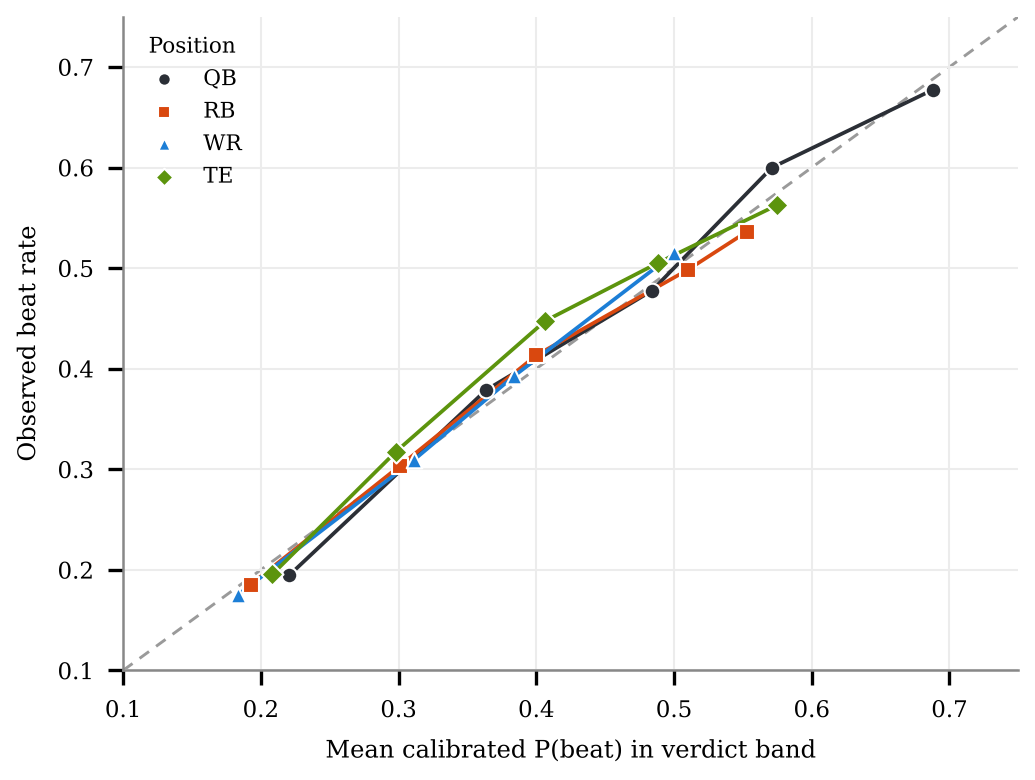 Position
QB
RB
WR
TE
0.7
0.6
0.5
0.4
0.3
0.2
0.1
Observed beat rate
0.1 0.2 0.3 0.4 0.5 0.6 0.7
Mean calibrated P(beat) in verdict band